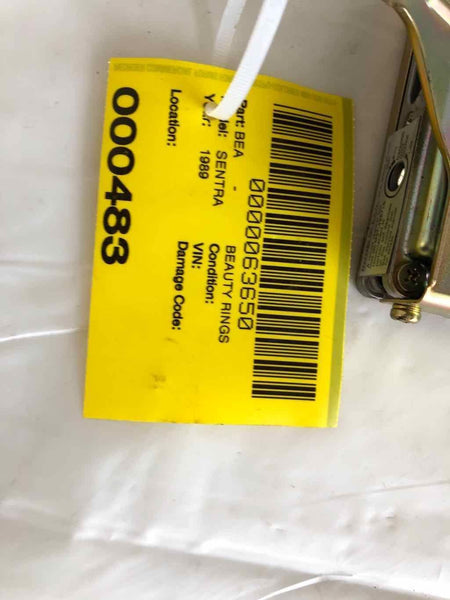 0000063650
Part: BEA - BEAUTY RINGS
Model: SENTRA Condition:
Year: 1989 VIN:
Location: Damage Code:
000483